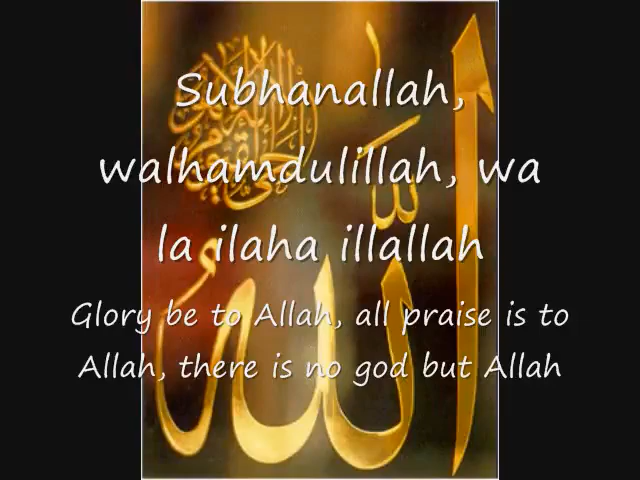 Subhanallah,
walhamdulillah, wa
la ilaha illallah
Glory be to Allah, all praise is to
Allah, there is no god but Allah
الله